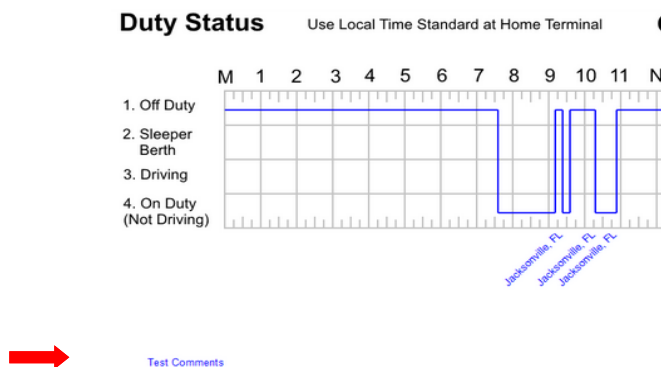 Duty Status Use Local Time Standard at Home Terminal
M 1 2 3 4 5 6 7 8 9 10 11 N
1. Off Duty
2. Sleeper
Berth
3. Driving
4. On Duty
(Not Driving)
Jacksonville, FL
Jacksonville, FL
Jacksonville, FL
Test Comments